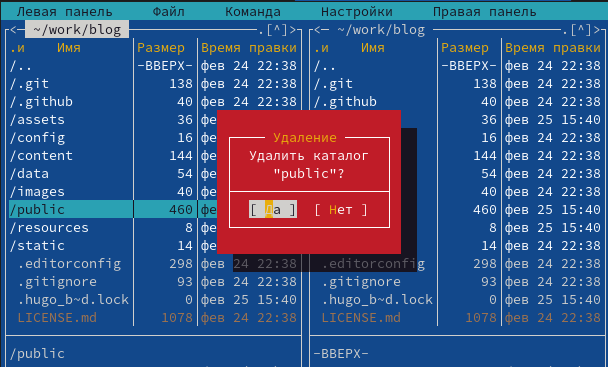 Левая панель Файл Команда Настройки Правая панель
<─ ~/work/blog .[^]> <─ ~/work/blog .[^]>
.и Имя Размер Время правки .и Имя Размер Время правки
/.. -ВВЕРХ- фев 24 22:38 /.. -ВВЕРХ- фев 24 22:38
/.git 138 фев 24 22:38 /.git 138 фев 24 22:38
/.github 40 фев 24 22:38 /.github 40 фев 24 22:38
/assets 36 фе 36 фев 25 15:40
/config 16 фе 16 фев 24 22:38
/content 144 фе 144 фев 24 22:38
/data 54 фе 54 фев 24 22:38
/images 40 фе 40 фев 24 22:38
/public 460 фе 460 фев 25 15:40
/resources 8 фе 8 фев 25 15:40
/static 14 фе 14 фев 24 22:38
Удаление
Удалить каталог
"public"?
[ Да ] [ Нет ]
.editorconfig 298 фев 24 22:38 .editorconfig 298 фев 24 22:38
.gitignore 93 фев 24 22:38 .gitignore 93 фев 24 22:38
.hugo_b~d.lock 0 фев 25 15:40 .hugo_b~d.lock 0 фев 25 15:40
LICENSE.md 1078 фев 24 22:38 LICENSE.md 1078 фев 24 22:38
/public -ВВЕРХ-